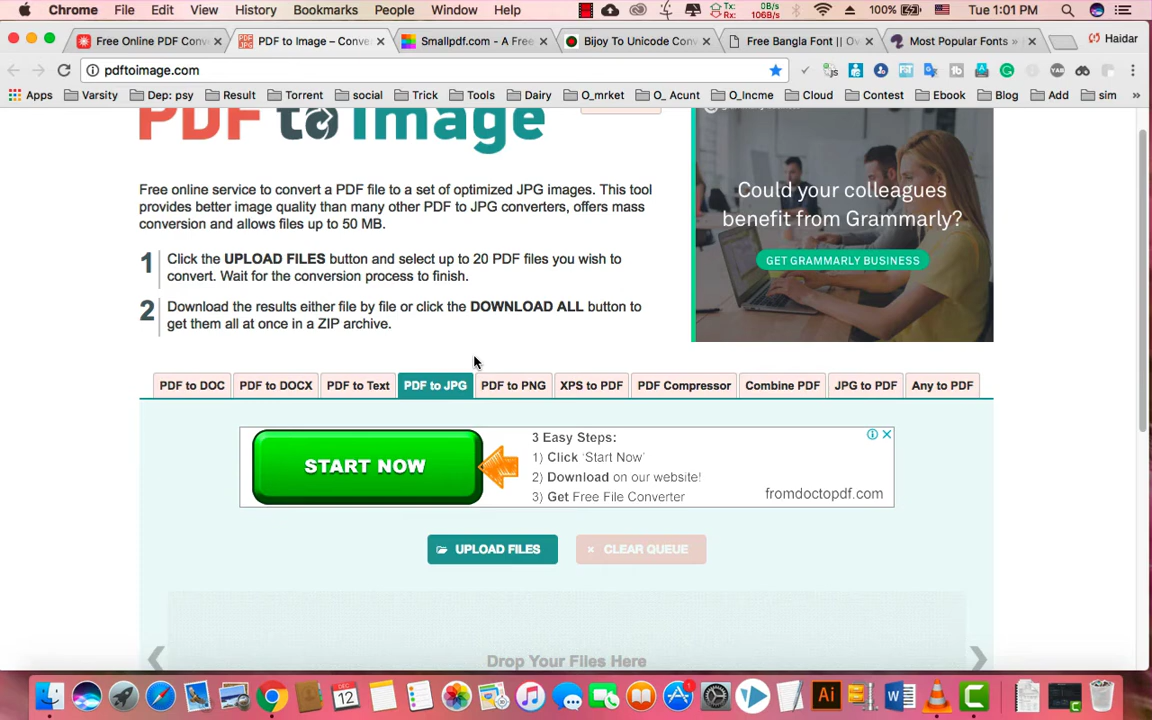 Chrome File Edit View History Bookmarks People Window Help Tx: 0B/s Rx: 106B/s 100% Tue 1:01 PM
Free Online PDF Conve × PDF to Image – Conve × Smallpdf.com - A Free × Bijoy To Unicode Conv × Free Bangla Font || O × Most Popular Fonts » × Haidar
pdftoimage.com
Apps Varsity Dep: psy Result Torrent social Trick Tools Dairy O_mrket O_ Acunt O_Income Cloud Contest Ebook Blog Add sim »
PDF to Image
Free online service to convert a PDF file to a set of optimized JPG images. This tool
provides better image quality than many other PDF to JPG converters, offers mass
conversion and allows files up to 50 MB.
1 Click the UPLOAD FILES button and select up to 20 PDF files you wish to
convert. Wait for the conversion process to finish.
2 Download the results either file by file or click the DOWNLOAD ALL button to
get them all at once in a ZIP archive.
Could your colleagues
benefit from Grammarly?
GET GRAMMARLY BUSINESS
PDF to DOC PDF to DOCX PDF to Text PDF to JPG PDF to PNG XPS to PDF PDF Compressor Combine PDF JPG to PDF Any to PDF
START NOW
3 Easy Steps:
1) Click 'Start Now'
2) Download on our website!
3) Get Free File Converter
fromdoctopdf.com
UPLOAD FILES × CLEAR QUEUE
Drop Your Files Here
DEC
12
Ai
W